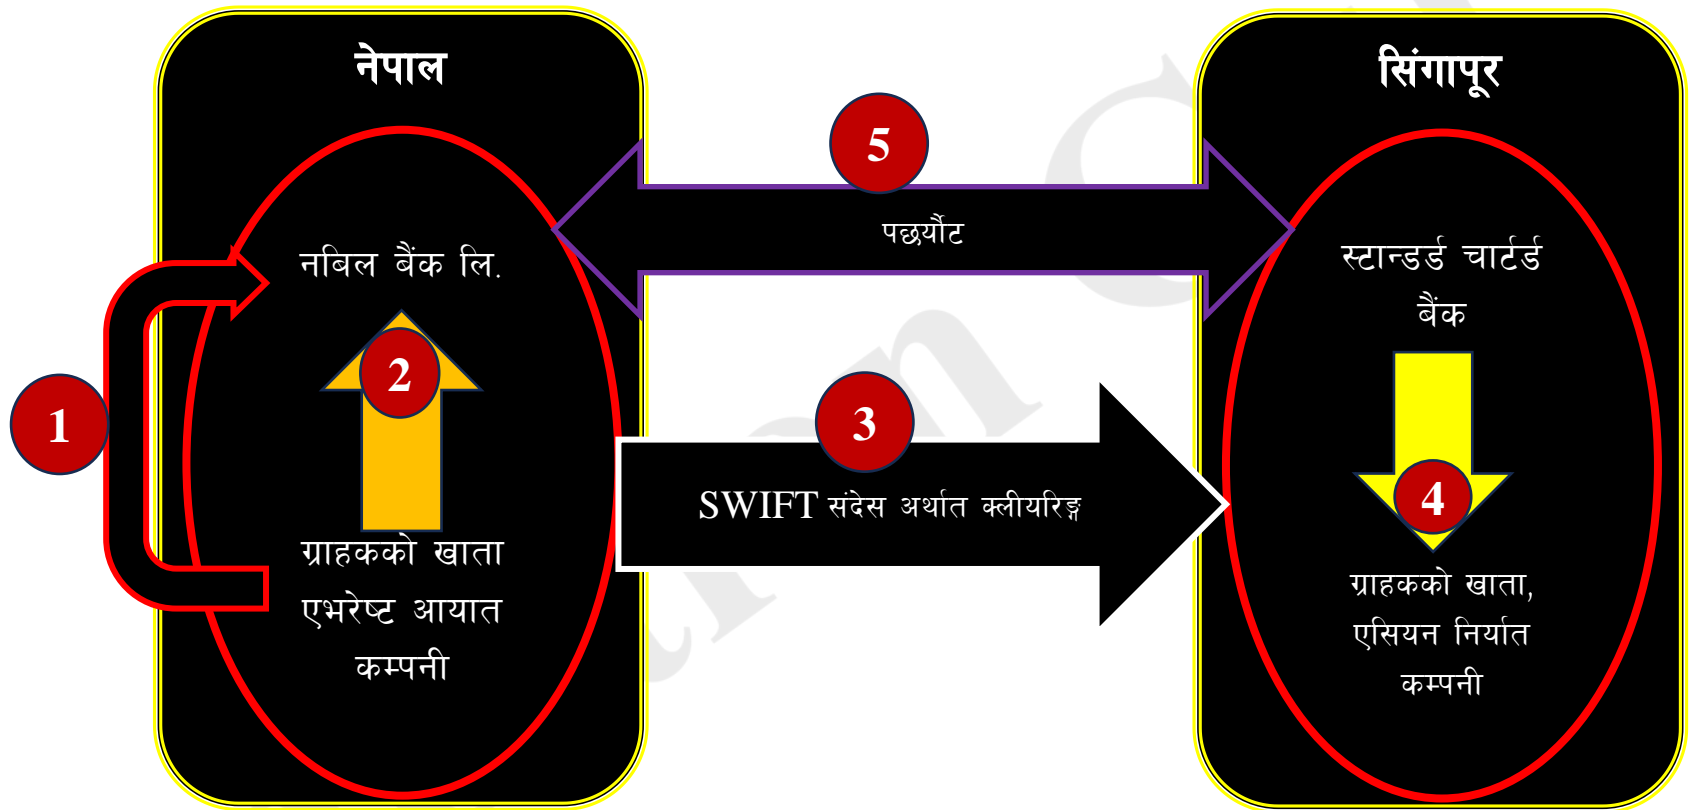 नेपाल
सिंगापूर
5
पछर्यौट
नबिल बैंक लि.
स्टान्डर्ड चार्टर्ड
बैंक
2
1
3
SWIFT संदेस अर्थात क्लीयरिङ्ग
4
ग्राहकको खाता
एभरेष्ट आयात
कम्पनी
ग्राहकको खाता,
एसियन निर्यात
कम्पनी